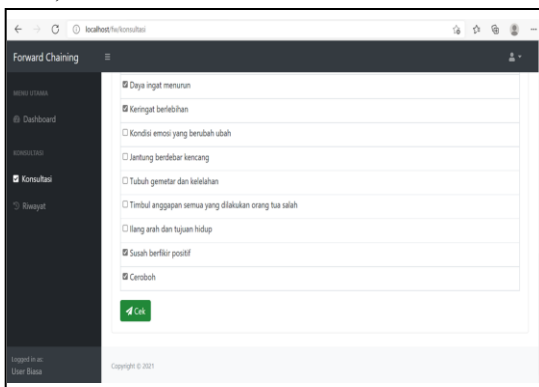 localhost/fw/konsultasi
Forward Chaining
MENU UTAMA
Dashboard
KONSULTASI
Konsultasi
Riwayat
Daya ingat menurun
Keringat berlebihan
Kondisi emosi yang berubah ubah
Jantung berdebar kencang
Tubuh gemetar dan kelelahan
Timbul anggapan semua yang dilakukan orang tua salah
Ilang arah dan tujuan hidup
Susah berfikir positif
Ceroboh
Cek
Logged in as:
User Biasa
Copyright © 2021